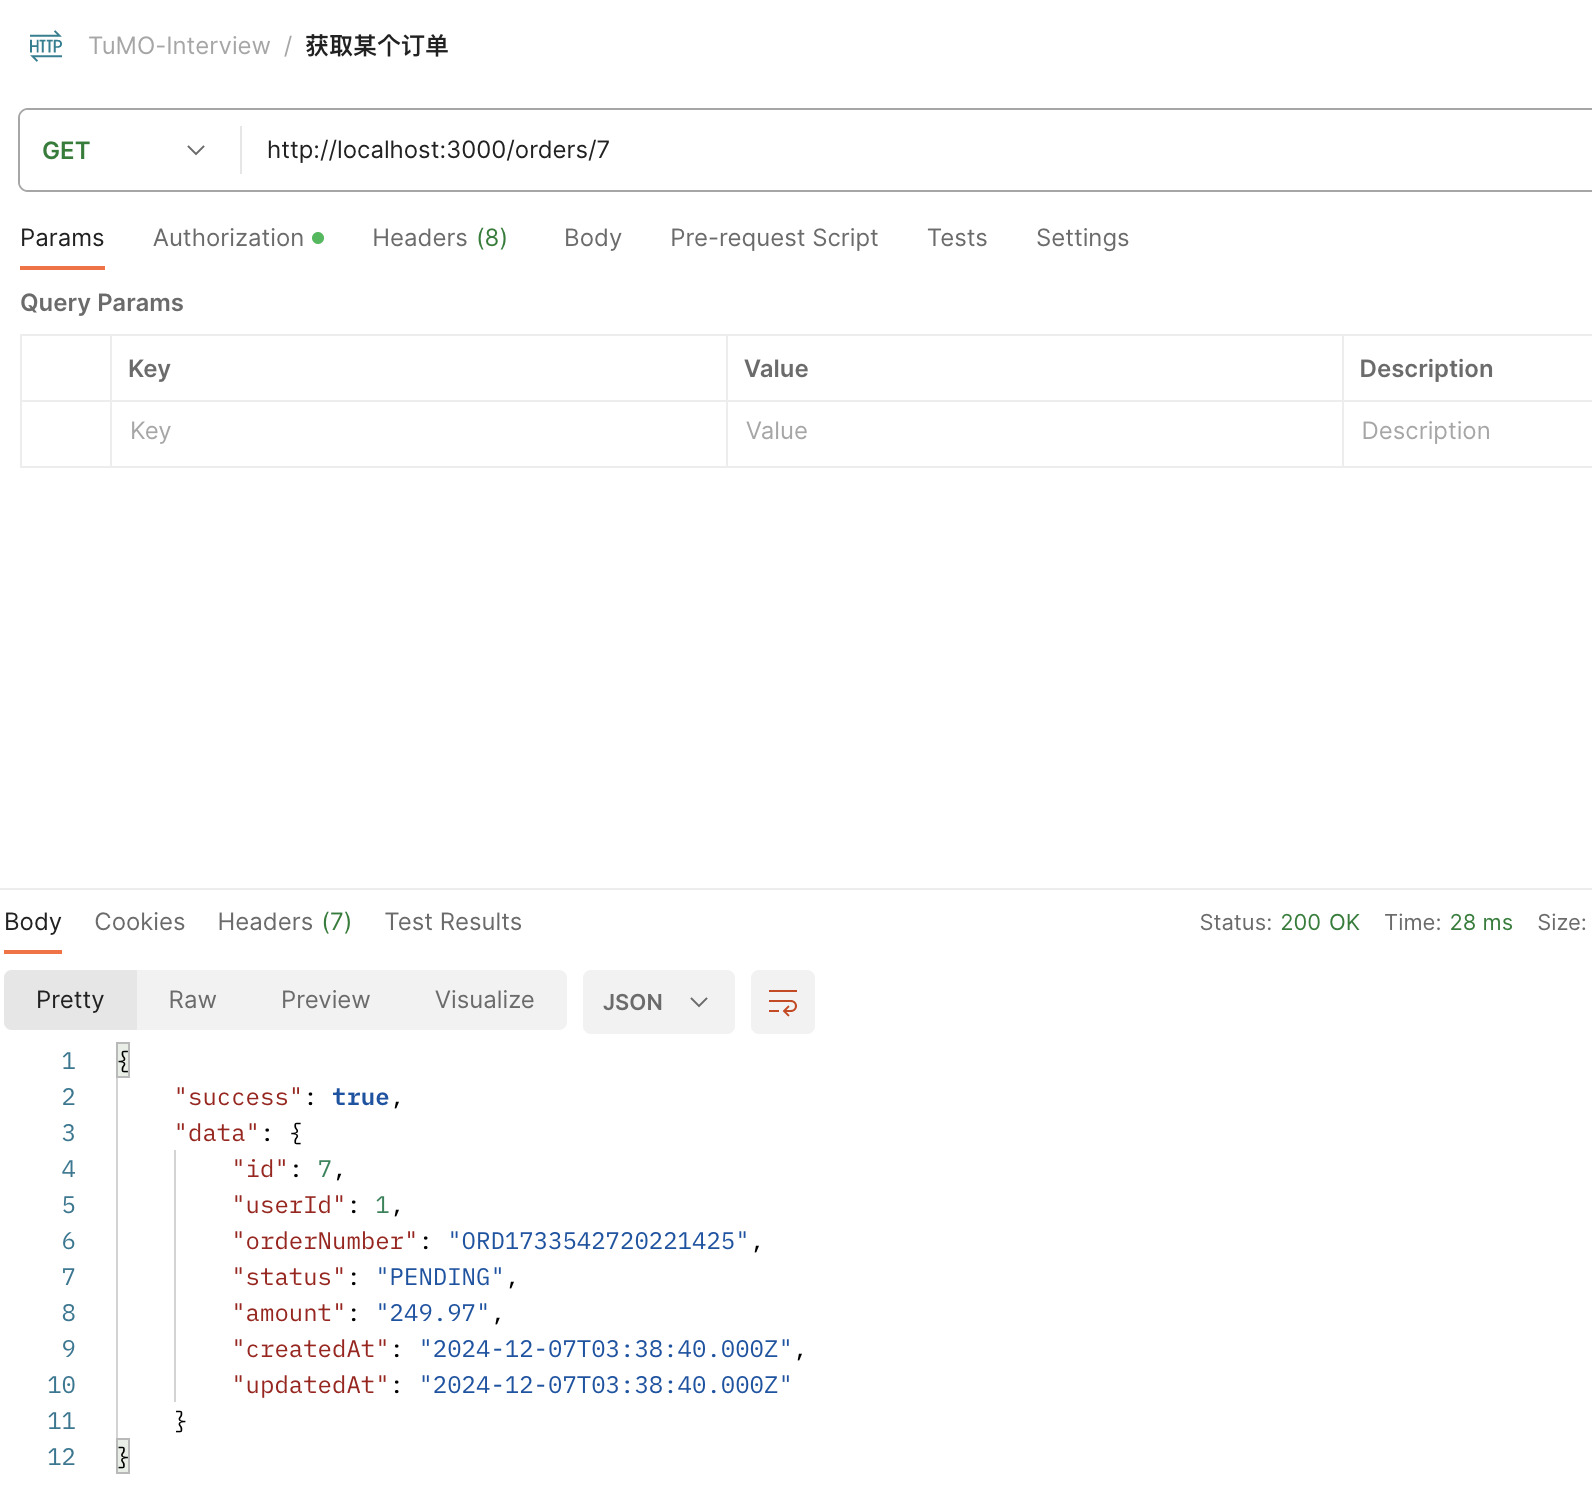 HTTP TuMO-Interview / 获取某个订单
GET http://localhost:3000/orders/7
Params Authorization Headers (8) Body Pre-request Script Tests Settings
Query Params
Key Value Description
Key Value Description
Body Cookies Headers (7) Test Results Status: 200 OK Time: 28 ms Size:
Pretty Raw Preview Visualize JSON
1 {
2 "success": true,
3 "data": {
4 "id": 7,
5 "userId": 1,
6 "orderNumber": "ORD1733542720221425",
7 "status": "PENDING",
8 "amount": "249.97",
9 "createdAt": "2024-12-07T03:38:40.000Z",
10 "updatedAt": "2024-12-07T03:38:40.000Z"
11 }
12 }